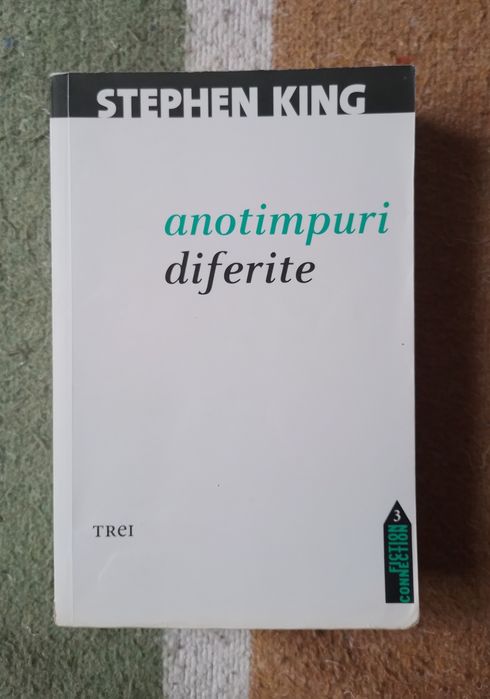 STEPHEN KING
anotimpuri
diferite
TREI
3
FICTION
CONNECTION